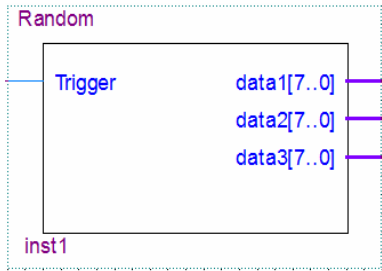 Random
Trigger data1[7..0]
data2[7..0]
data3[7..0]
inst1